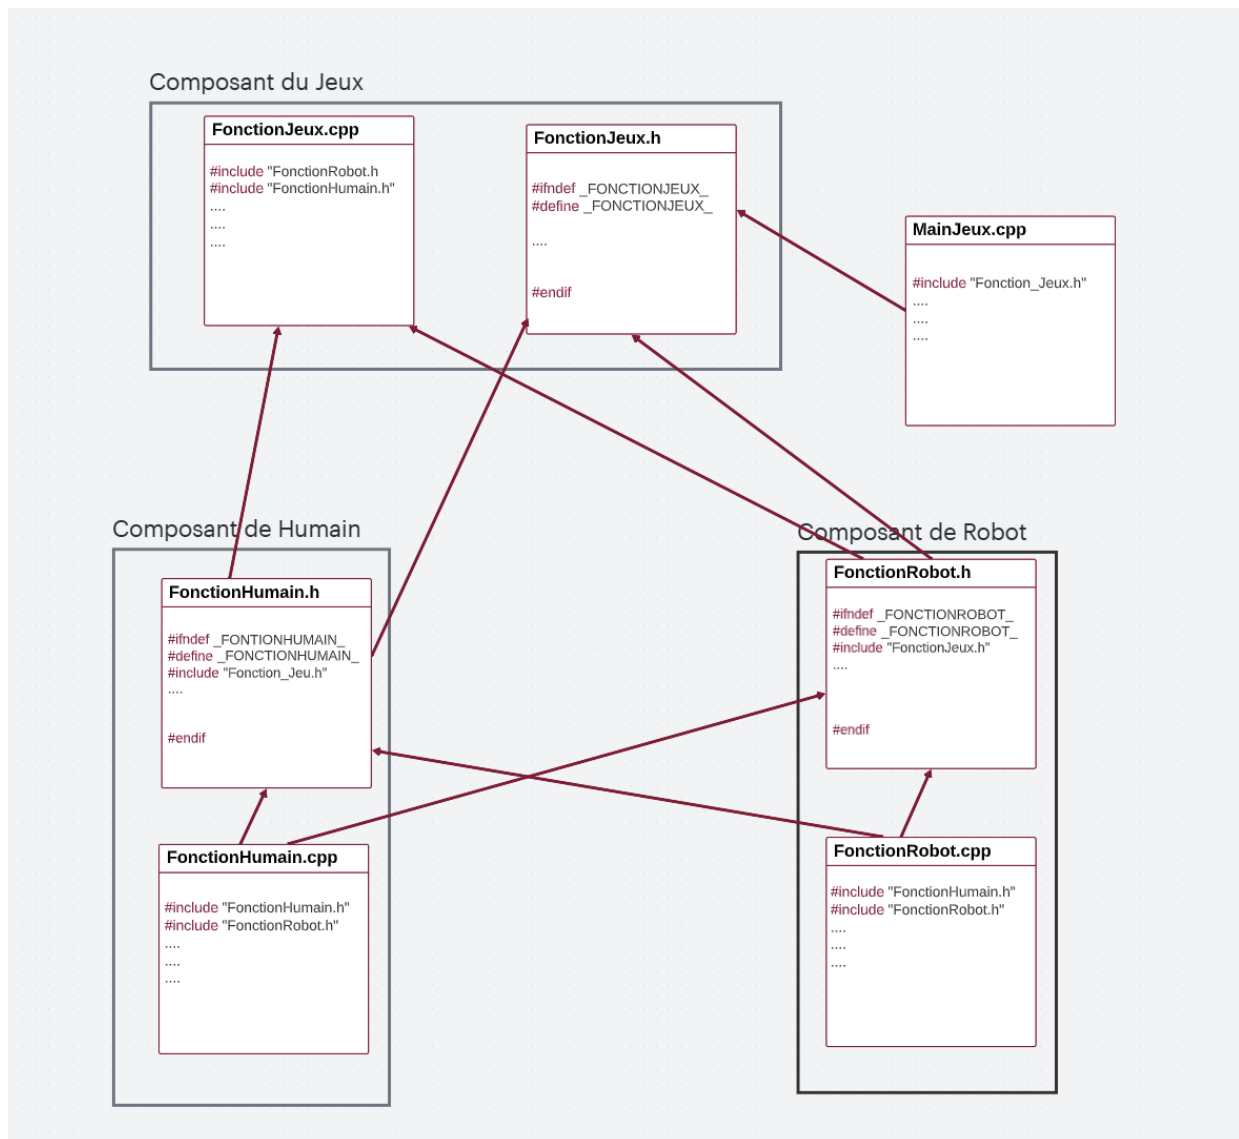 Composant du Jeux
FonctionJeux.cpp
#include "FonctionRobot.h
#include "FonctionHumain.h"
....
....
....
FonctionJeux.h
#ifndef _FONCTIONJEUX_
#define _FONCTIONJEUX_
....
#endif
MainJeux.cpp
#include "Fonction_Jeux.h"
....
....
....
Composant de Humain
FonctionHumain.h
#ifndef _FONTIONHUMAIN_
#define _FONCTIONHUMAIN_
#include "Fonction_Jeu.h"
....
#endif
FonctionHumain.cpp
#include "FonctionHumain.h"
#include "FonctionRobot.h"
....
....
....
Composant de Robot
FonctionRobot.h
#ifndef _FONCTIONROBOT_
#define _FONCTIONROBOT_
#include "FonctionJeux.h"
....
#endif
FonctionRobot.cpp
#include "FonctionHumain.h"
#include "FonctionRobot.h"
....
....
....